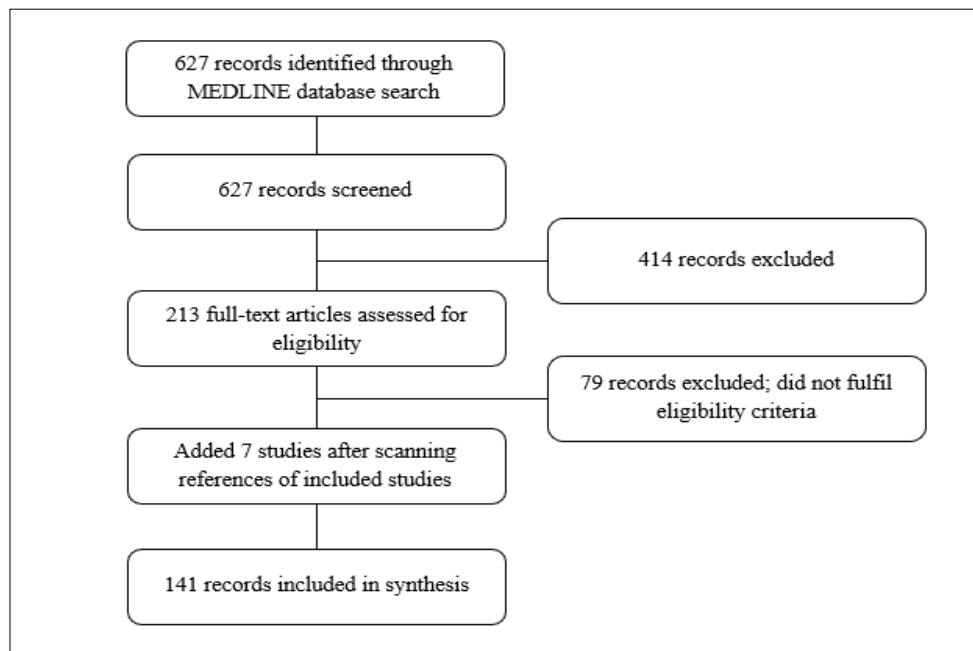 627 records identified through
MEDLINE database search
627 records screened
414 records excluded
213 full-text articles assessed for
eligibility
79 records excluded; did not fulfil
eligibility criteria
Added 7 studies after scanning
references of included studies
141 records included in synthesis